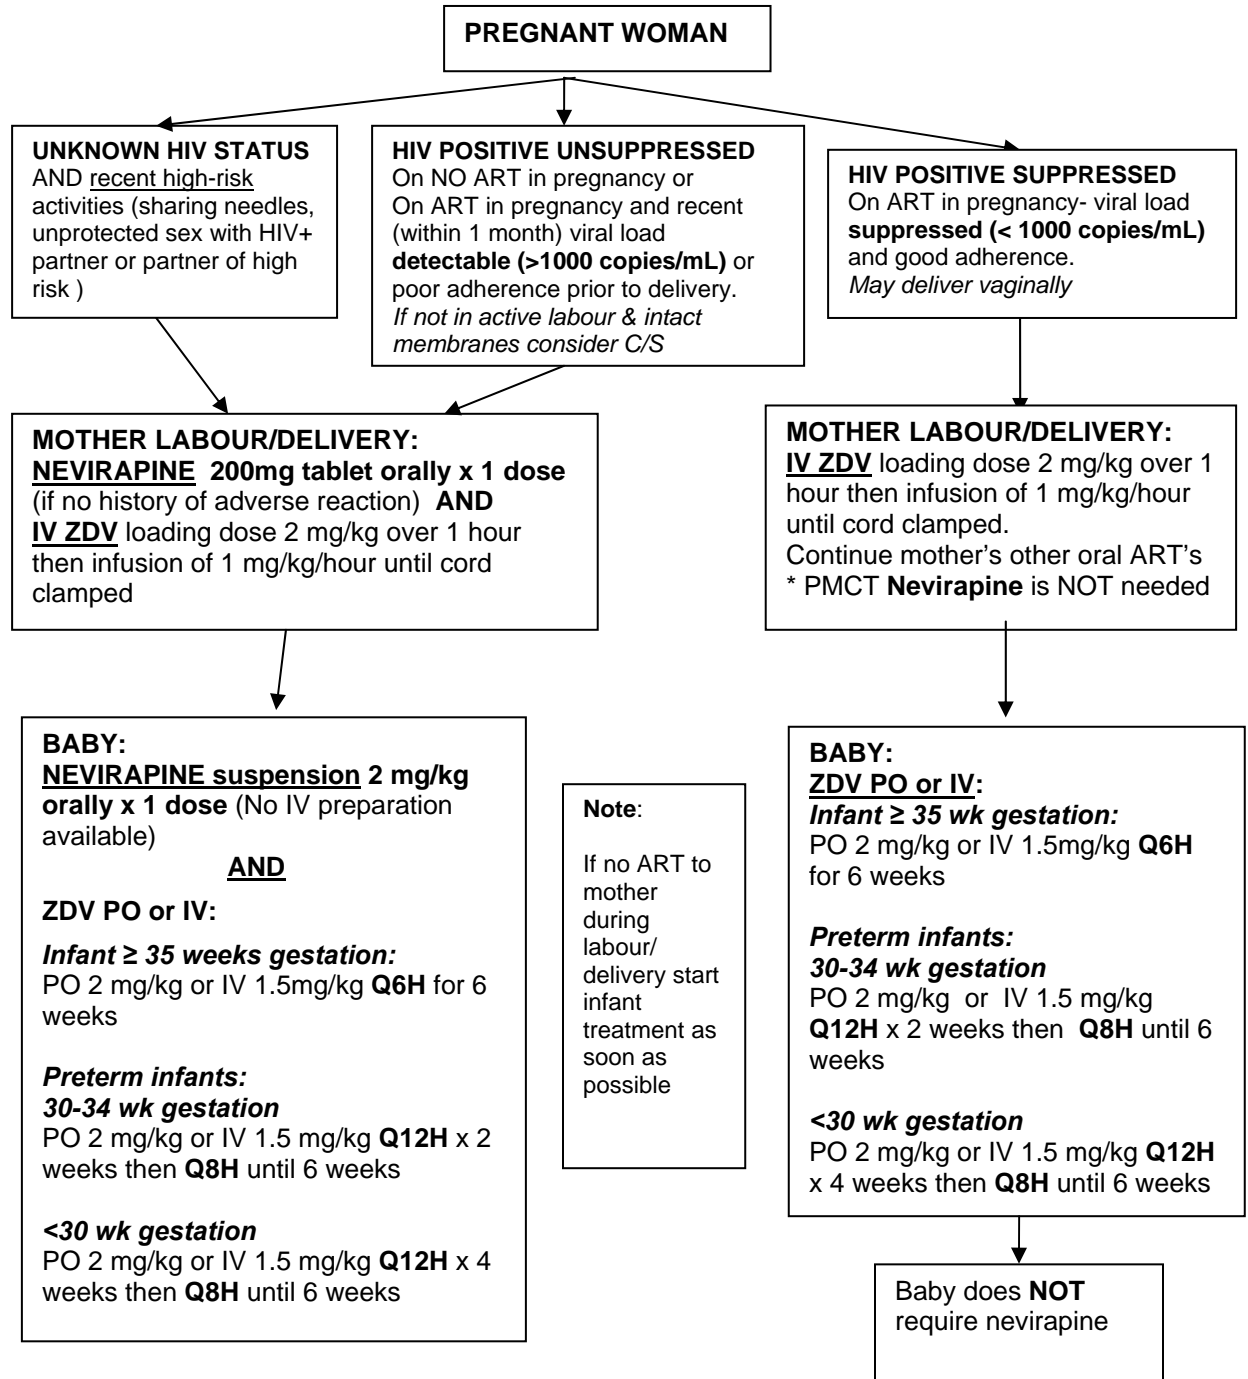 PREGNANT WOMAN
UNKNOWN HIV STATUS
AND recent high-risk
activities (sharing needles,
unprotected sex with HIV+
partner or partner of high
risk )
HIV POSITIVE UNSUPPRESSED
On NO ART in pregnancy or
On ART in pregnancy and recent
(within 1 month) viral load
detectable (>1000 copies/mL) or
poor adherence prior to delivery.
If not in active labour & intact
membranes consider C/S
HIV POSITIVE SUPPRESSED
On ART in pregnancy- viral load
suppressed (< 1000 copies/mL)
and good adherence.
May deliver vaginally
MOTHER LABOUR/DELIVERY:
NEVIRAPINE 200mg tablet orally x 1 dose
(if no history of adverse reaction) AND
IV ZDV loading dose 2 mg/kg over 1 hour
then infusion of 1 mg/kg/hour until cord
clamped
MOTHER LABOUR/DELIVERY:
IV ZDV loading dose 2 mg/kg over 1
hour then infusion of 1 mg/kg/hour
until cord clamped.
Continue mother's other oral ART's
* PMCT Nevirapine is NOT needed
BABY:
NEVIRAPINE suspension 2 mg/kg
orally x 1 dose (No IV preparation
available)
AND
ZDV PO or IV:
Infant ≥ 35 weeks gestation:
PO 2 mg/kg or IV 1.5mg/kg Q6H for 6
weeks
Preterm infants:
30-34 wk gestation
PO 2 mg/kg or IV 1.5 mg/kg Q12H x 2
weeks then Q8H until 6 weeks
<30 wk gestation
PO 2 mg/kg or IV 1.5 mg/kg Q12H x 4
weeks then Q8H until 6 weeks
Note:
If no ART to
mother
during
labour/
delivery start
infant
treatment as
soon as
possible
BABY:
ZDV PO or IV:
Infant ≥ 35 wk gestation:
PO 2 mg/kg or IV 1.5mg/kg Q6H
for 6 weeks
Preterm infants:
30-34 wk gestation
PO 2 mg/kg or IV 1.5 mg/kg
Q12H x 2 weeks then Q8H until 6
weeks
<30 wk gestation
PO 2 mg/kg or IV 1.5 mg/kg Q12H
x 4 weeks then Q8H until 6 weeks
Baby does NOT
require nevirapine